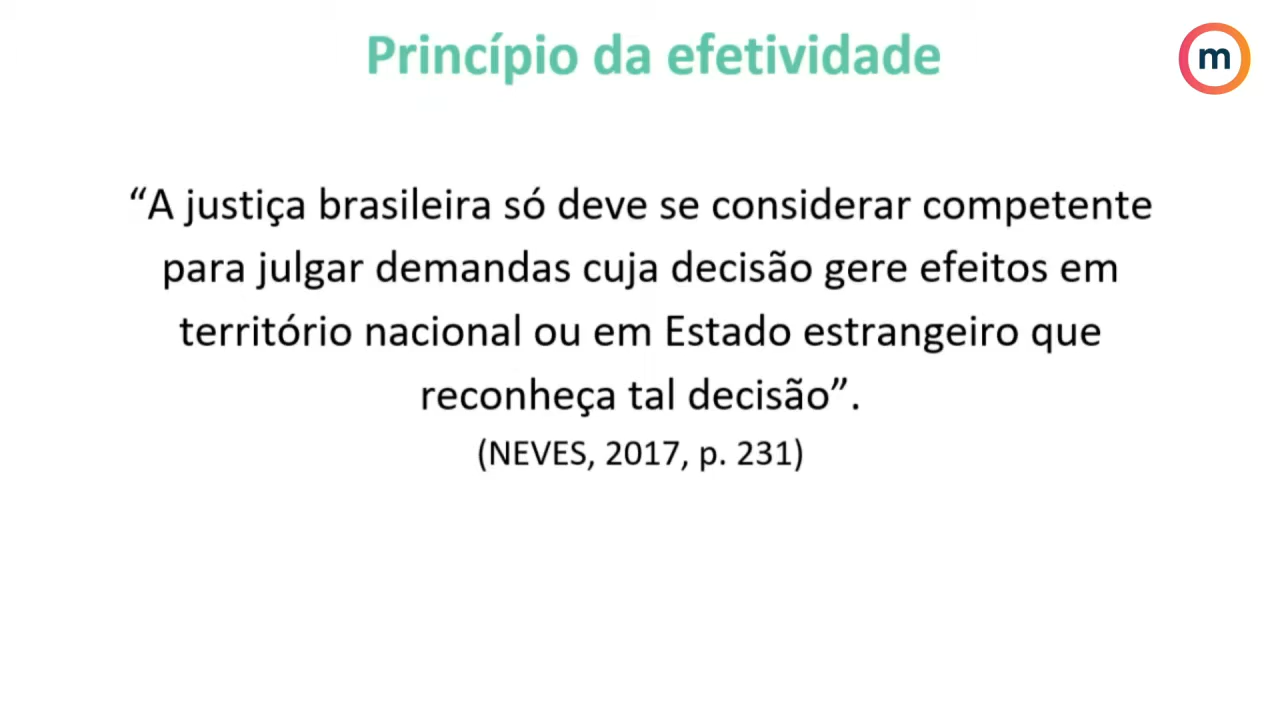 Princípio da efetividade
m
“A justiça brasileira só deve se considerar competente
para julgar demandas cuja decisão gere efeitos em
território nacional ou em Estado estrangeiro que
reconheça tal decisão”.
(NEVES, 2017, p. 231)